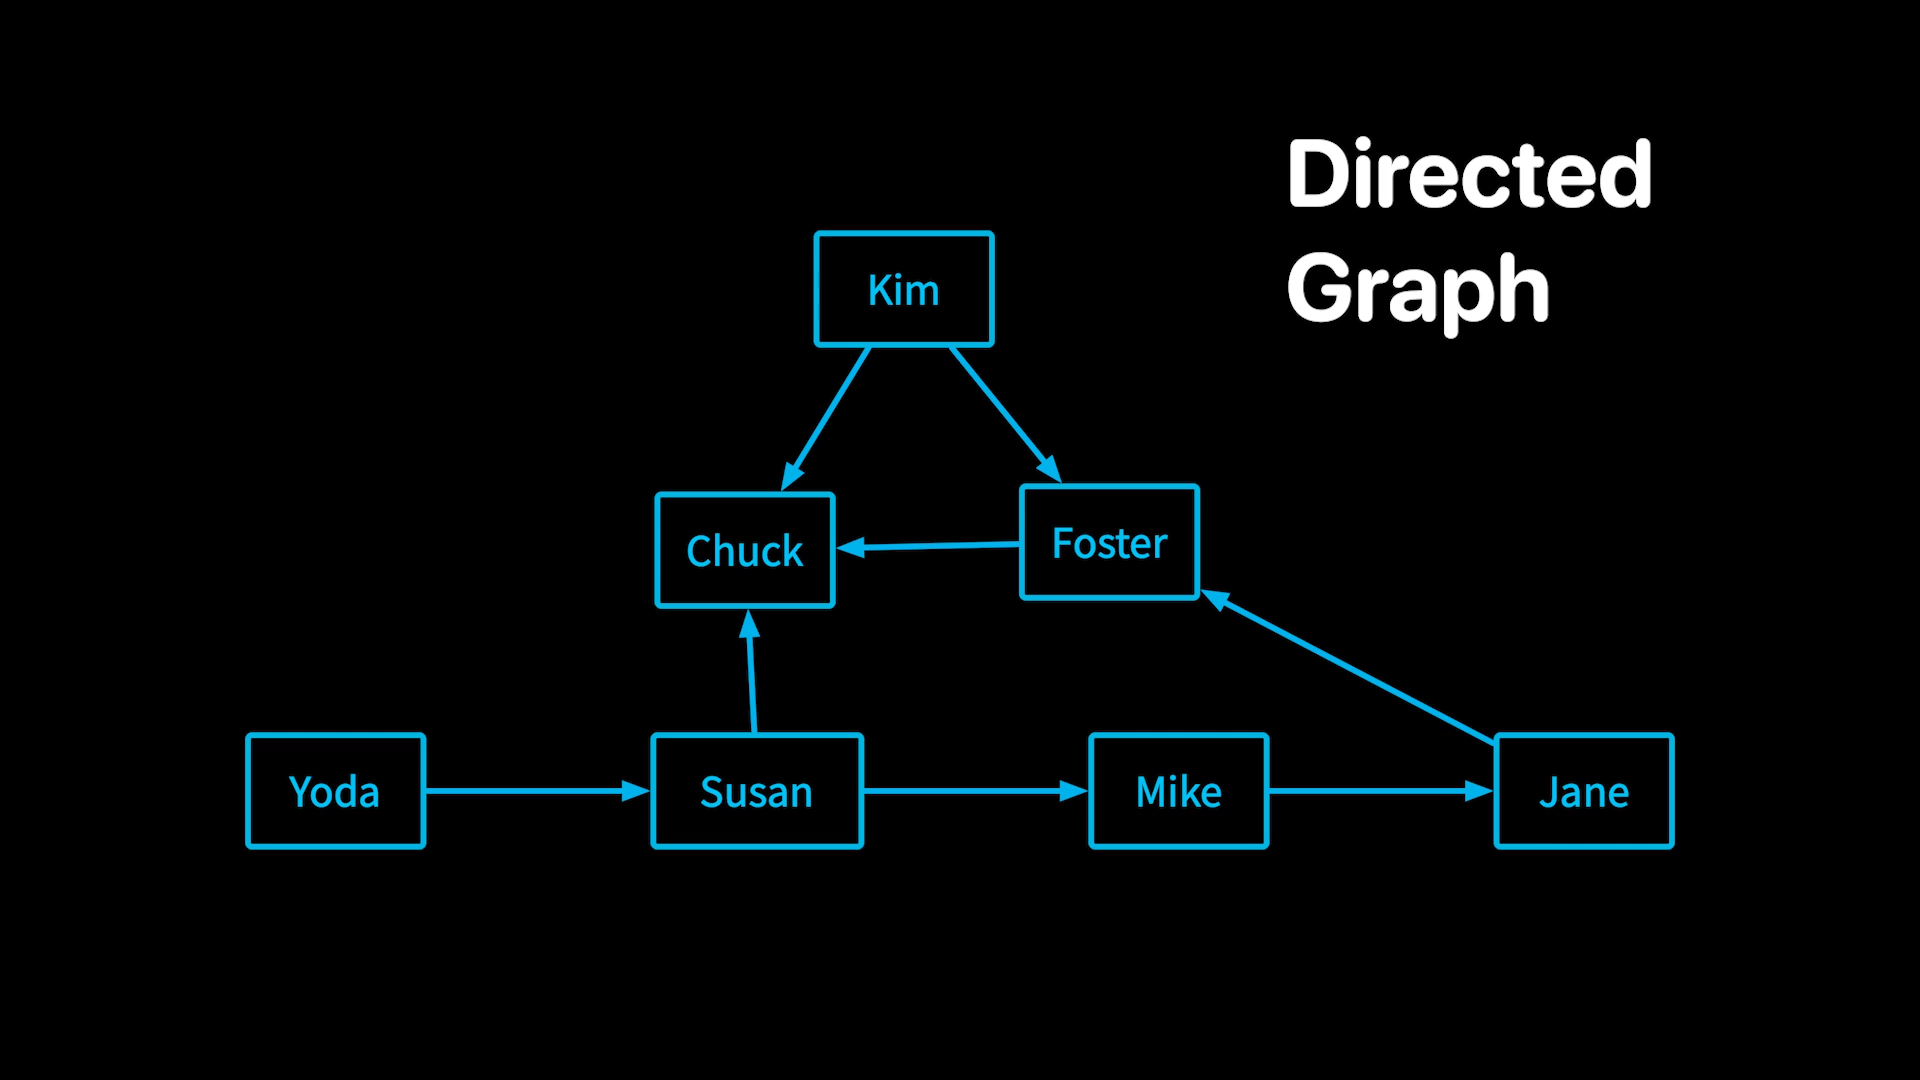 Directed
Graph
Kim
Chuck
Foster
Yoda
Susan
Mike
Jane